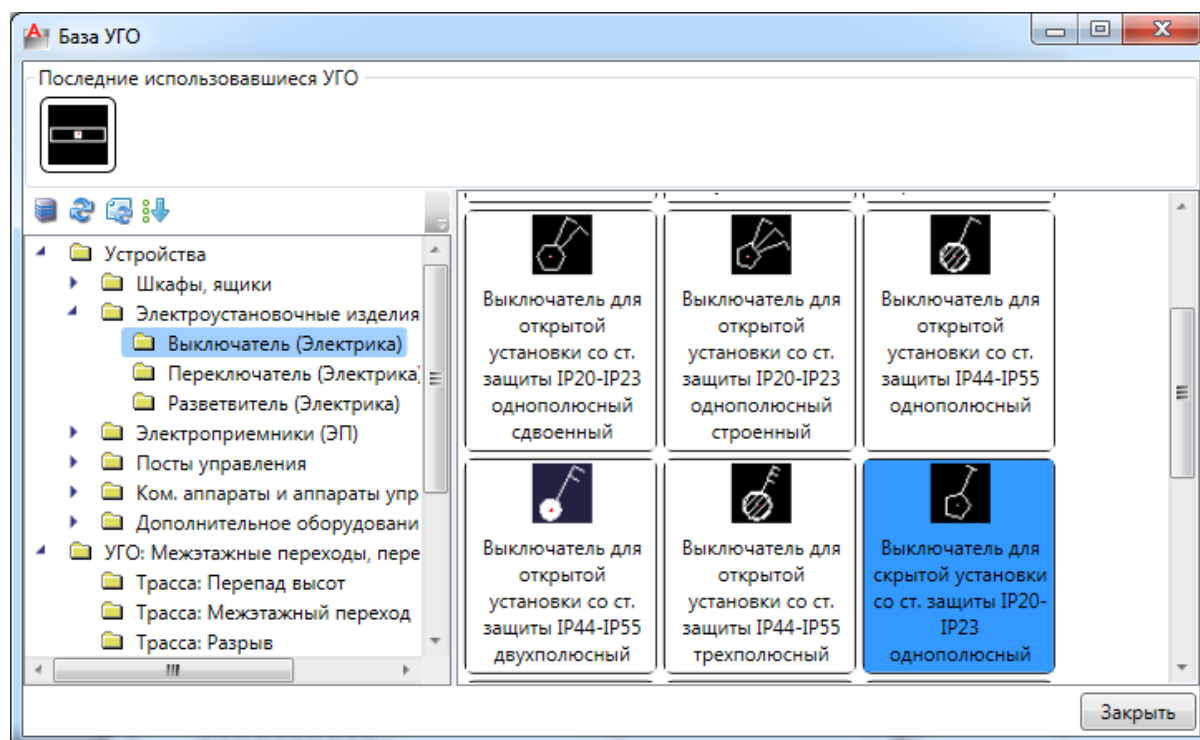 База УГО
Последние использовавшиеся УГО
Устройства
Шкафы, ящики
Электроустановочные изделия
Выключатель (Электрика)
Переключатель (Электрика)
Разветвитель (Электрика)
Электроприемники (ЭП)
Посты управления
Ком. аппараты и аппараты упр
Дополнительное оборудовани
УГО: Межэтажные переходы, пере
Трасса: Перепад высот
Трасса: Межэтажный переход
Трасса: Разрыв
Выключатель для
открытой
установки со ст.
защиты IP20-IP23
однополюсный
сдвоенный
Выключатель для
открытой
установки со ст.
защиты IP20-IP23
однополюсный
строенный
Выключатель для
открытой
установки со ст.
защиты IP44-IP55
однополюсный
Выключатель для
открытой
установки со ст.
защиты IP44-IP55
двухполюсный
Выключатель для
открытой
установки со ст.
защиты IP44-IP55
трехполюсный
Выключатель для
скрытой установки
со ст. защиты IP20-
IP23
однополюсный
Закрыть